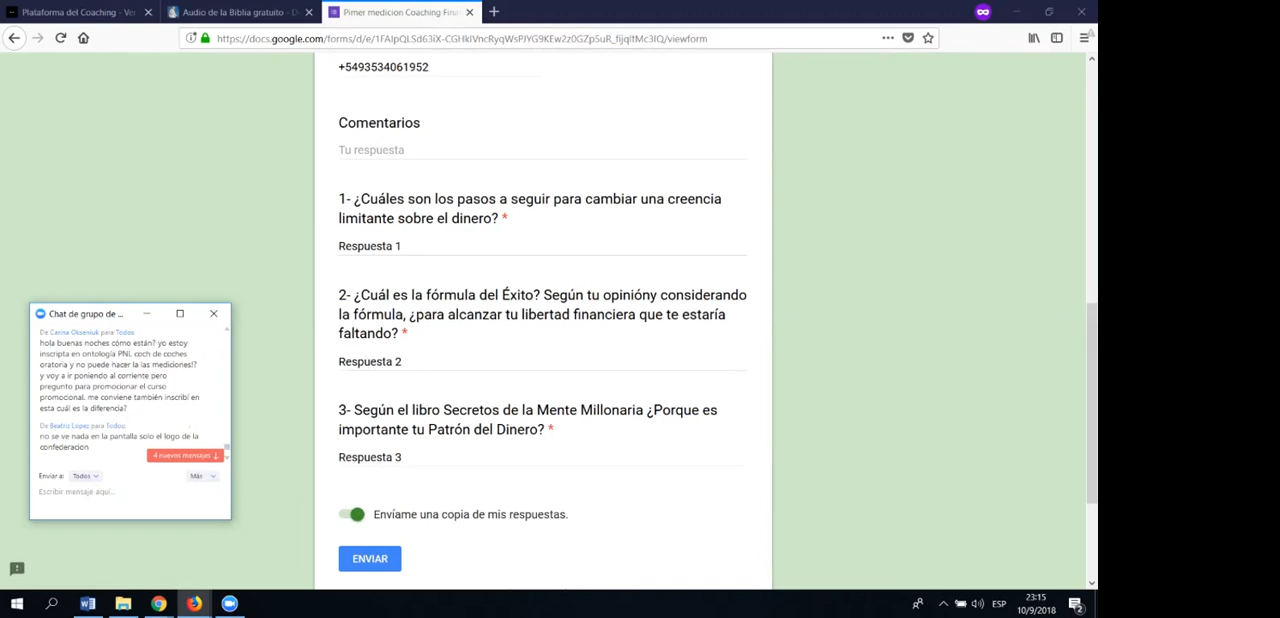 Plataforma del Coaching - Ve
Audio de la Biblia gratuito - D
Pimer medicion Coaching Fina
https://docs.google.com/forms/d/e/1FAIpQLSd63iX-CGHkIVncRyqWsPJYG9KEw2z0GZp5uR_fijqltMc3IQ/viewform
+5493534061952
Comentarios
Tu respuesta
1- ¿Cuáles son los pasos a seguir para cambiar una creencia
limitante sobre el dinero? *
Respuesta 1
2- ¿Cuál es la fórmula del Éxito? Según tu opinióny considerando
la fórmula, ¿para alcanzar tu libertad financiera que te estaría
faltando? *
Respuesta 2
3- Según el libro Secretos de la Mente Millonaria ¿Porque es
importante tu Patrón del Dinero? *
Respuesta 3
Envíame una copia de mis respuestas.
ENVIAR
Chat de grupo de ...
De Carina Okseniuk para Todos
hola buenas noches cómo están? yo estoy
inscripta en ontología PNL coch de coches
oratoria y no puede hacer la las mediciones!?
y voy a ir poniendo al corriente pero
pregunto para promocionar el curso
promocional. me conviene también inscribí en
esta cuál es la diferencia?
De Beatriz Lopez para Todos:
no se ve nada en la pantalla solo el logo de la
confederacion
4 nuevos mensajes
Enviar a: Todos
Más
Escribir mensaje aquí...
ESP
23:15
10/9/2018
2